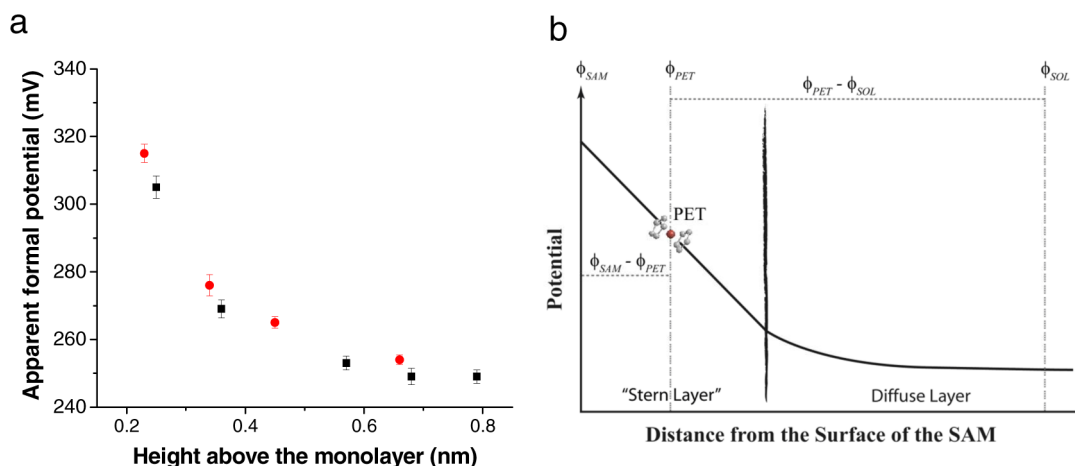 a
340
320
300
280
260
240
0.2 0.4 0.6 0.8
Apparent formal potential (mV)
Height above the monolayer (nm)
b
ϕSAM ϕPET ϕSOL
ϕPET - ϕSOL
PET
ϕSAM - ϕPET
"Stern Layer" Diffuse Layer
Potential
Distance from the Surface of the SAM